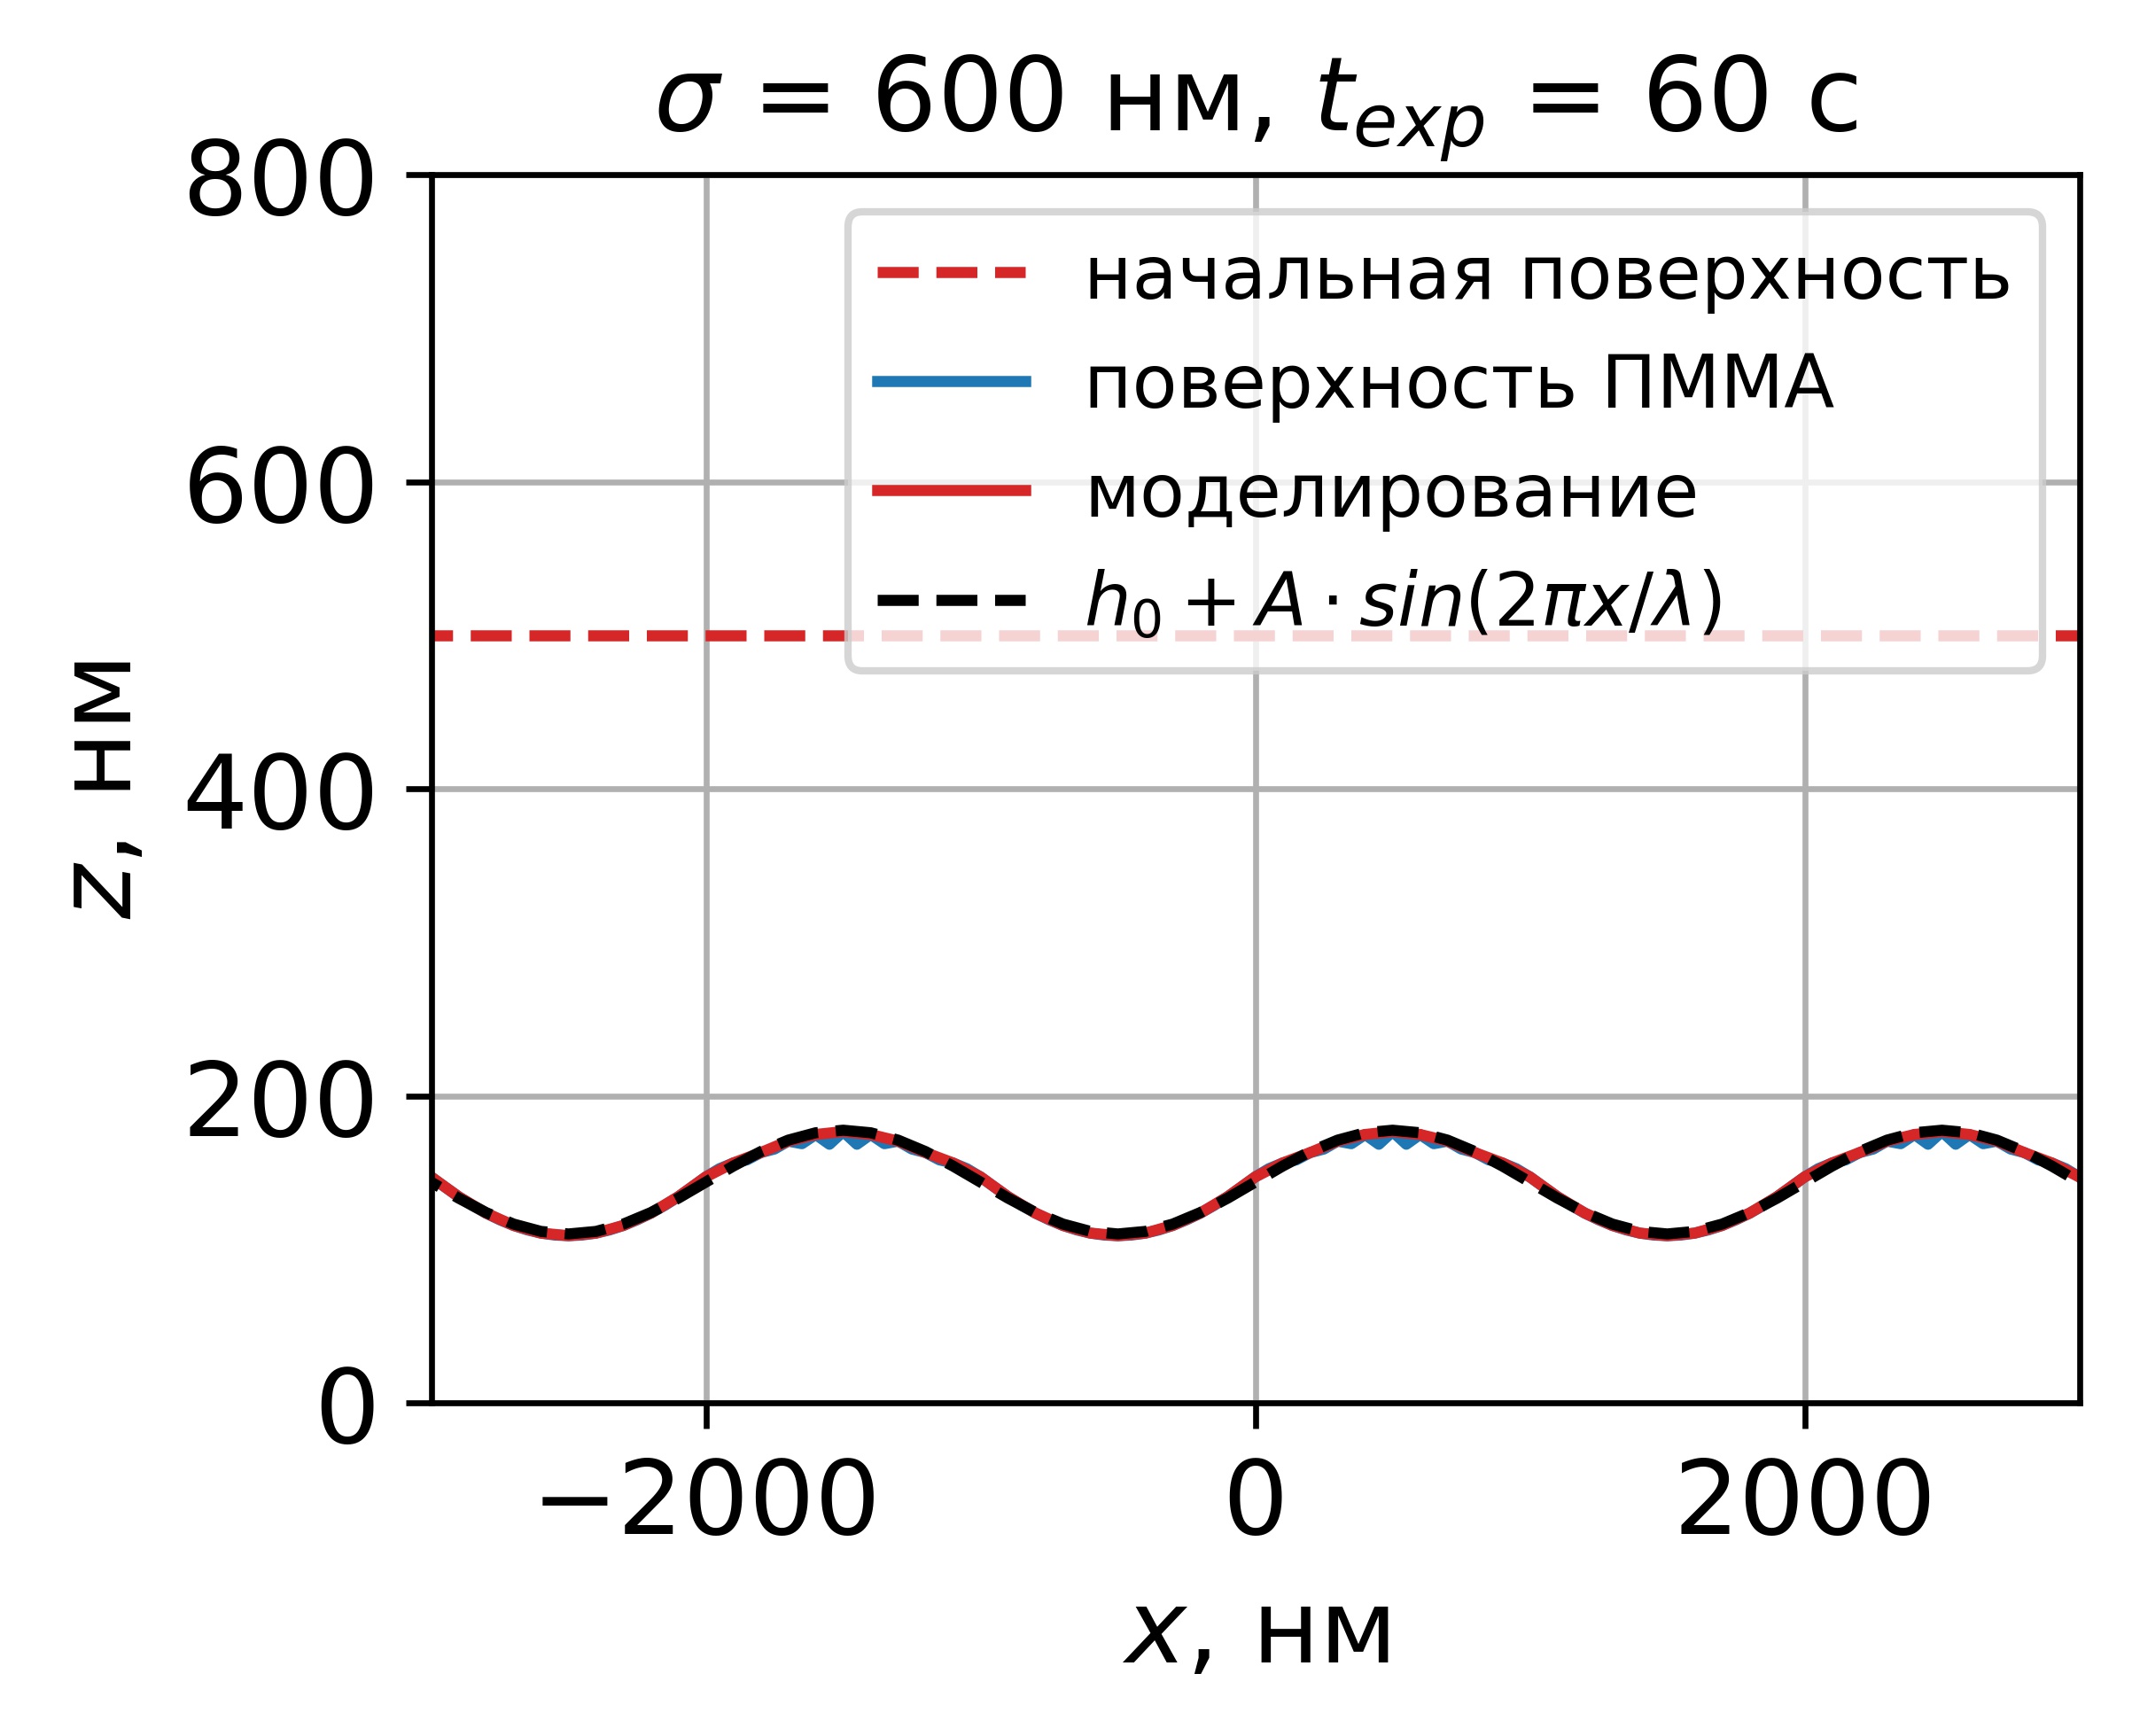 σ = 600 нм, t_exp = 60 с
800
600
400
200
0
z, нм
начальная поверхность
поверхность ПММА
моделирование
h₀ + A · sin(2πx/λ)
−2000
0
2000
x, нм